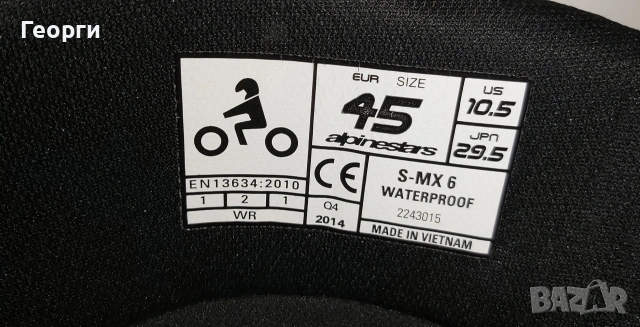 Георги
EUR SIZE
45
alpinestars
US
10.5
JPN
29.5
EN13634:2010
1 2 1
WR
CE
Q4
2014
S-MX 6
WATERPROOF
2243015
MADE IN VIETNAM
BAZAR